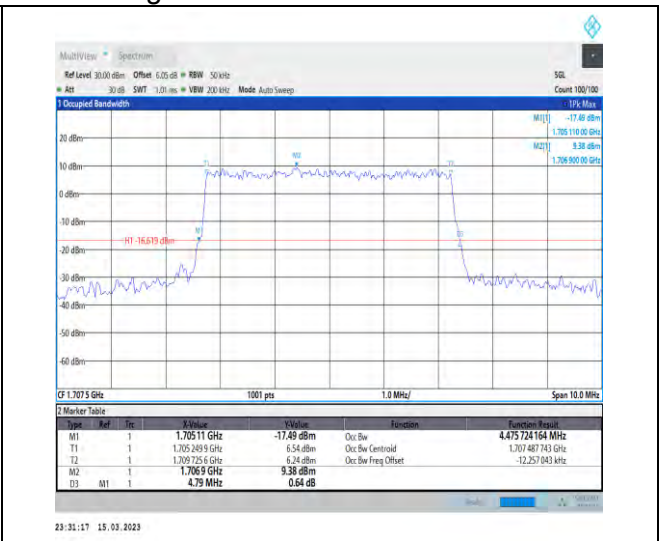 MultiView Spectrum
Ref Level 30.00 dBm Offset 6.05 dB RBW 50 kHz SGL
Att 30 dB SWT 1.01 ms VBW 200 kHz Mode Auto Sweep Count 100/100
1 Occupied Bandwidth 1Pk Max
M1[1] -17.49 dBm
1.705 110 00 GHz
M2[1] 9.38 dBm
1.706 900 00 GHz
20 dBm
10 dBm
0 dBm
-10 dBm
-20 dBm
-30 dBm
-40 dBm
-50 dBm
-60 dBm
T1
M2
T2
M1
D3
H1 -16.619 dBm
CF 1.707 5 GHz 1001 pts 1.0 MHz/ Span 10.0 MHz
2 Marker Table
Type Ref Trc X-Value Y-Value Function Function Result
M1 1 1.70511 GHz -17.49 dBm Occ Bw 4.475 724 164 MHz
T1 1 1.705 249 9 GHz 6.54 dBm Occ Bw Centroid 1.707 487 743 GHz
T2 1 1.709 725 6 GHz 6.24 dBm Occ Bw Freq Offset -12.257 043 kHz
M2 1 1.7069 GHz 9.38 dBm
D3 M1 1 4.79 MHz 0.64 dB
23:31:17 15.03.2023